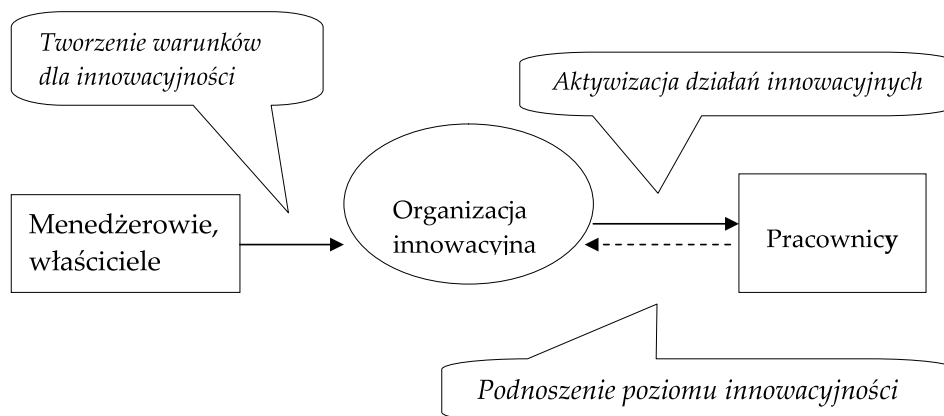 Tworzenie warunków
dla innowacyjności
Aktywizacja działań innowacyjnych
Menedżerowie,
właściciele
Organizacja
innowacyjna
Pracownicy
Podnoszenie poziomu innowacyjności